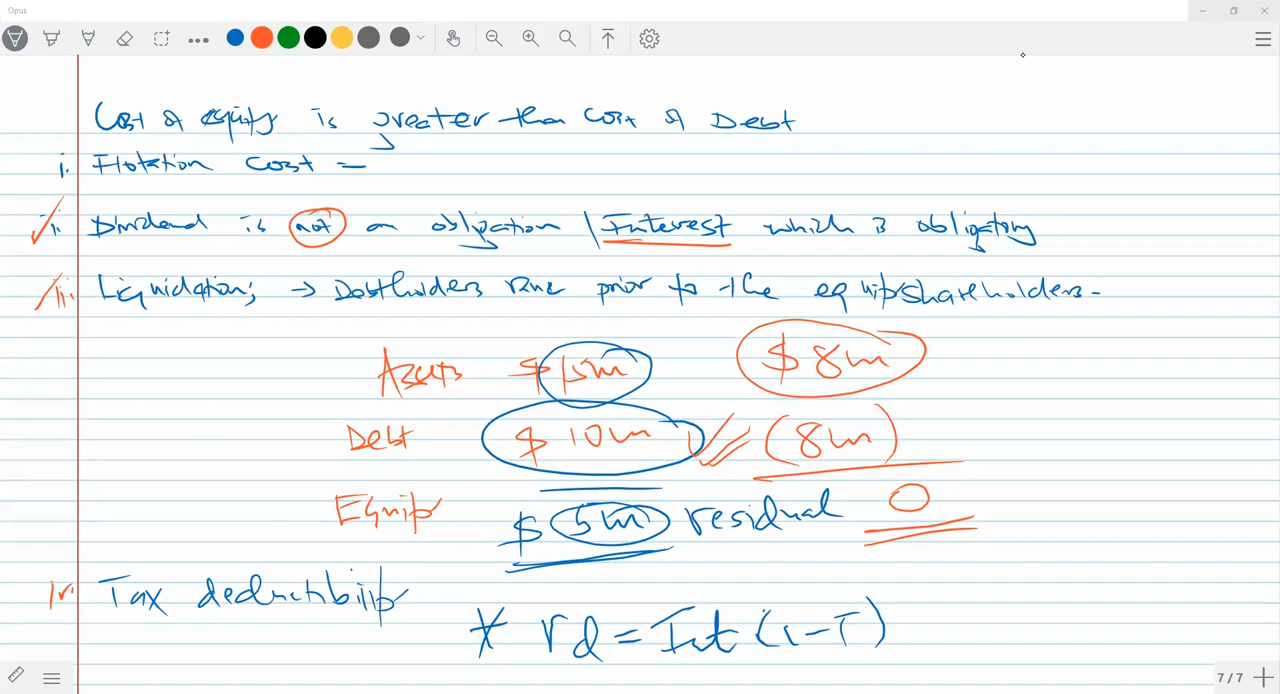 Opus
Cost of equity is greater than cost of Debt
i. Flotation cost =
ii. Dividend is not an obligation / Interest which is obligatory
iii. Liquidation; → Debtholders prior to the equity/shareholders -
Assets $15m $8m
Debt $10m (8m)
Equity $5m residual 0
iv. Tax deductibility
* rd = Int (1-T)
7 / 7